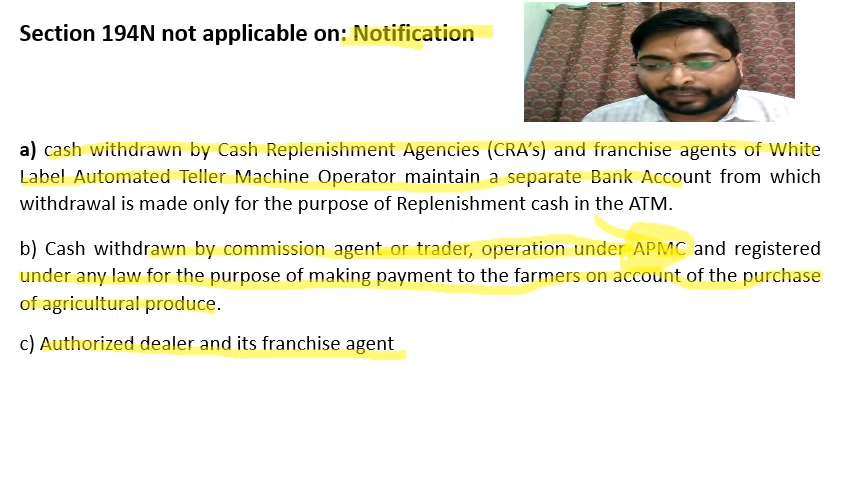 Section 194N not applicable on: Notification
a) cash withdrawn by Cash Replenishment Agencies (CRA’s) and franchise agents of White
Label Automated Teller Machine Operator maintain a separate Bank Account from which
withdrawal is made only for the purpose of Replenishment cash in the ATM.
b) Cash withdrawn by commission agent or trader, operation under APMC and registered
under any law for the purpose of making payment to the farmers on account of the purchase
of agricultural produce.
c) Authorized dealer and its franchise agent